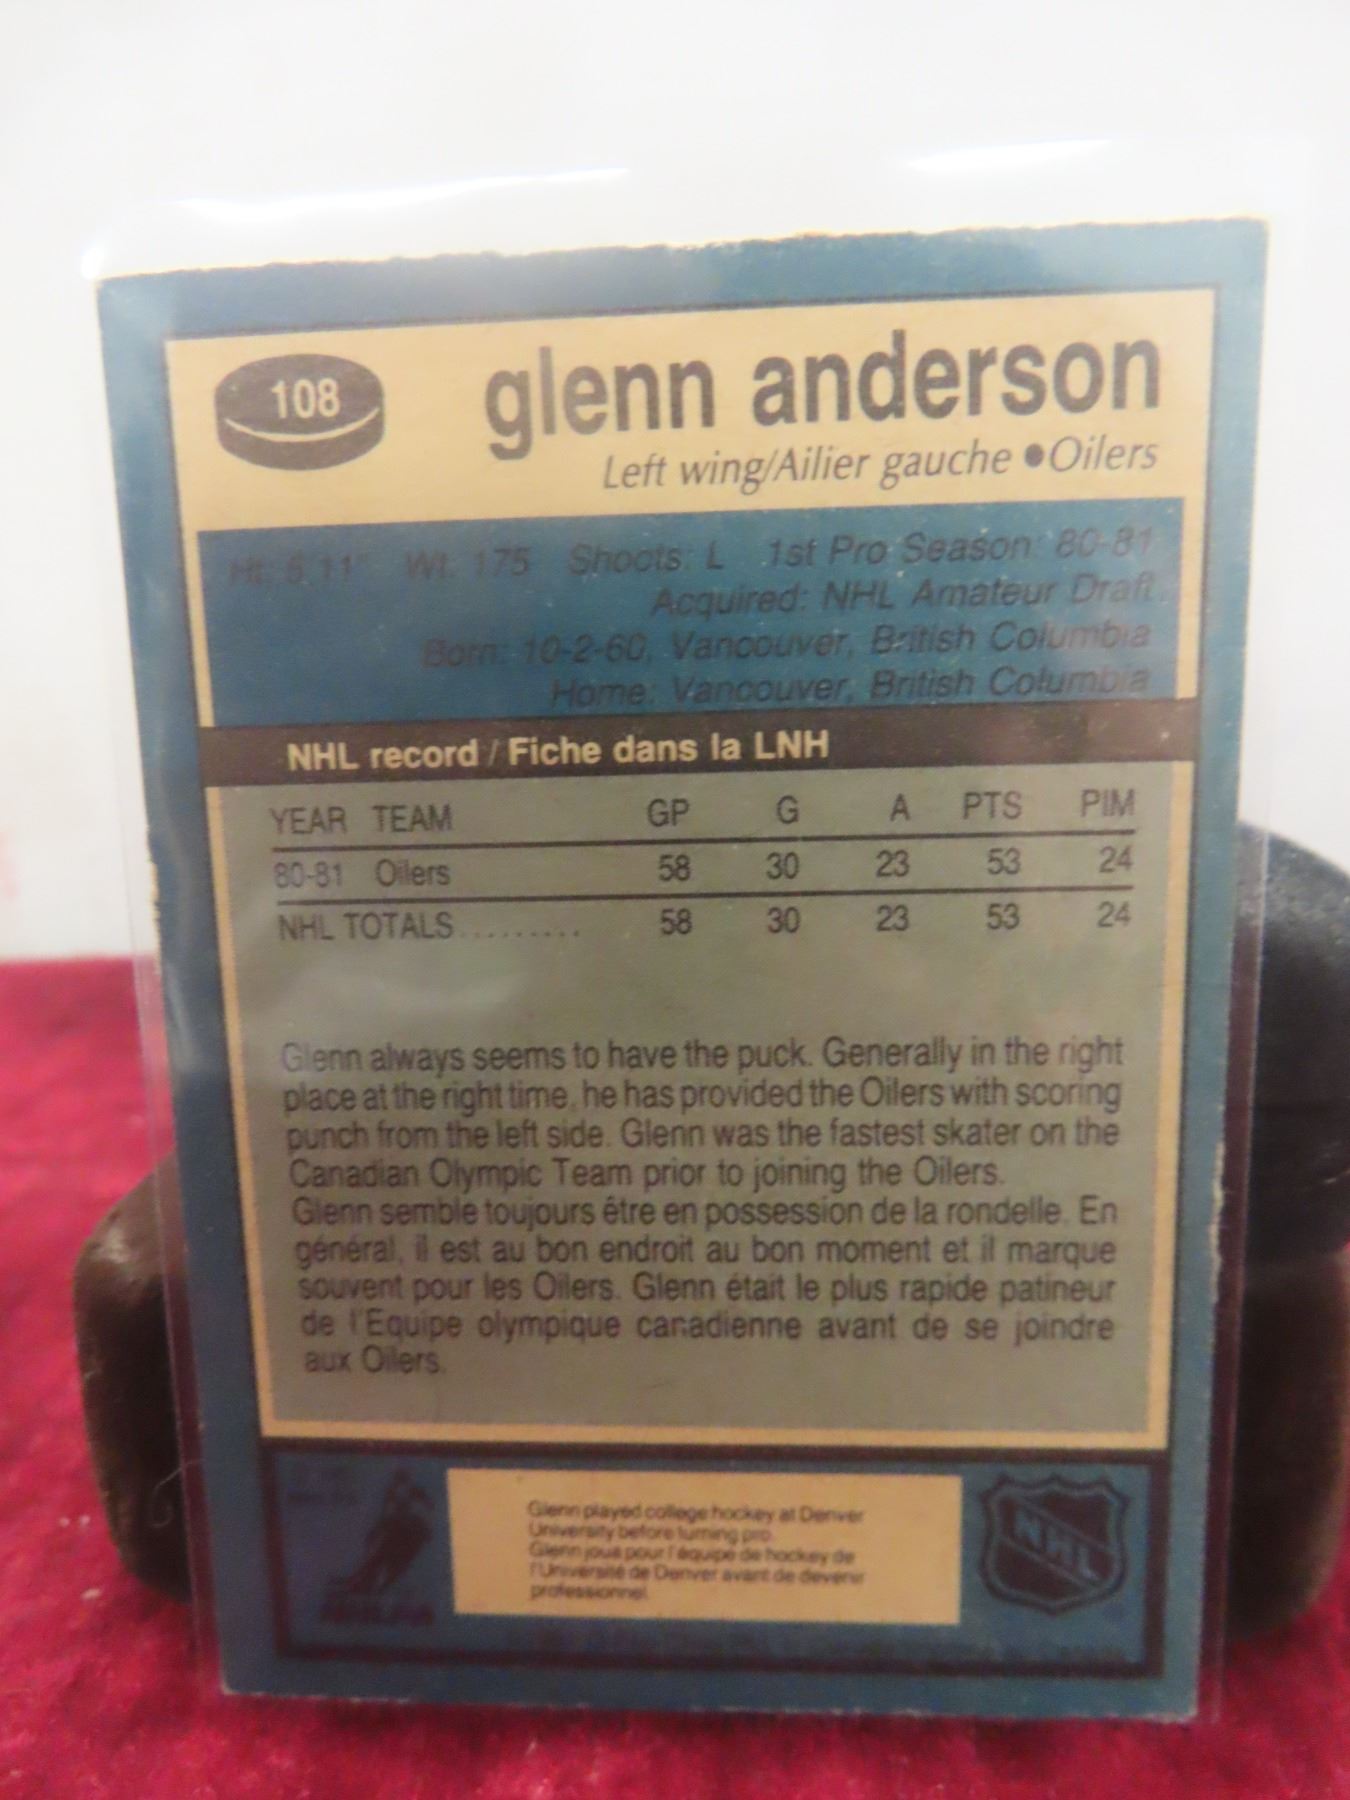 108
glenn anderson
Left wing/Ailier gauche •Oilers
Ht: 5'11" Wt: 175 Shoots: L 1st Pro Season: 80-81
Acquired: NHL Amateur Draft
Born: 10-2-60, Vancouver, British Columbia
Home: Vancouver, British Columbia
NHL record / Fiche dans la LNH
YEAR TEAM GP G A PTS PIM
80-81 Oilers 58 30 23 53 24
NHL TOTALS......... 58 30 23 53 24
Glenn always seems to have the puck. Generally in the right
place at the right time, he has provided the Oilers with scoring
punch from the left side. Glenn was the fastest skater on the
Canadian Olympic Team prior to joining the Oilers.
Glenn semble toujours être en possession de la rondelle. En
général, il est au bon endroit au bon moment et il marque
souvent pour les Oilers. Glenn était le plus rapide patineur
de l'Equipe olympique canadienne avant de se joindre
aux Oilers.
Glenn played college hockey at Denver
University before turning pro.
Glenn joua pour l'équipe de hockey de
l'Université de Denver avant de devenir
professionnel.
NHL